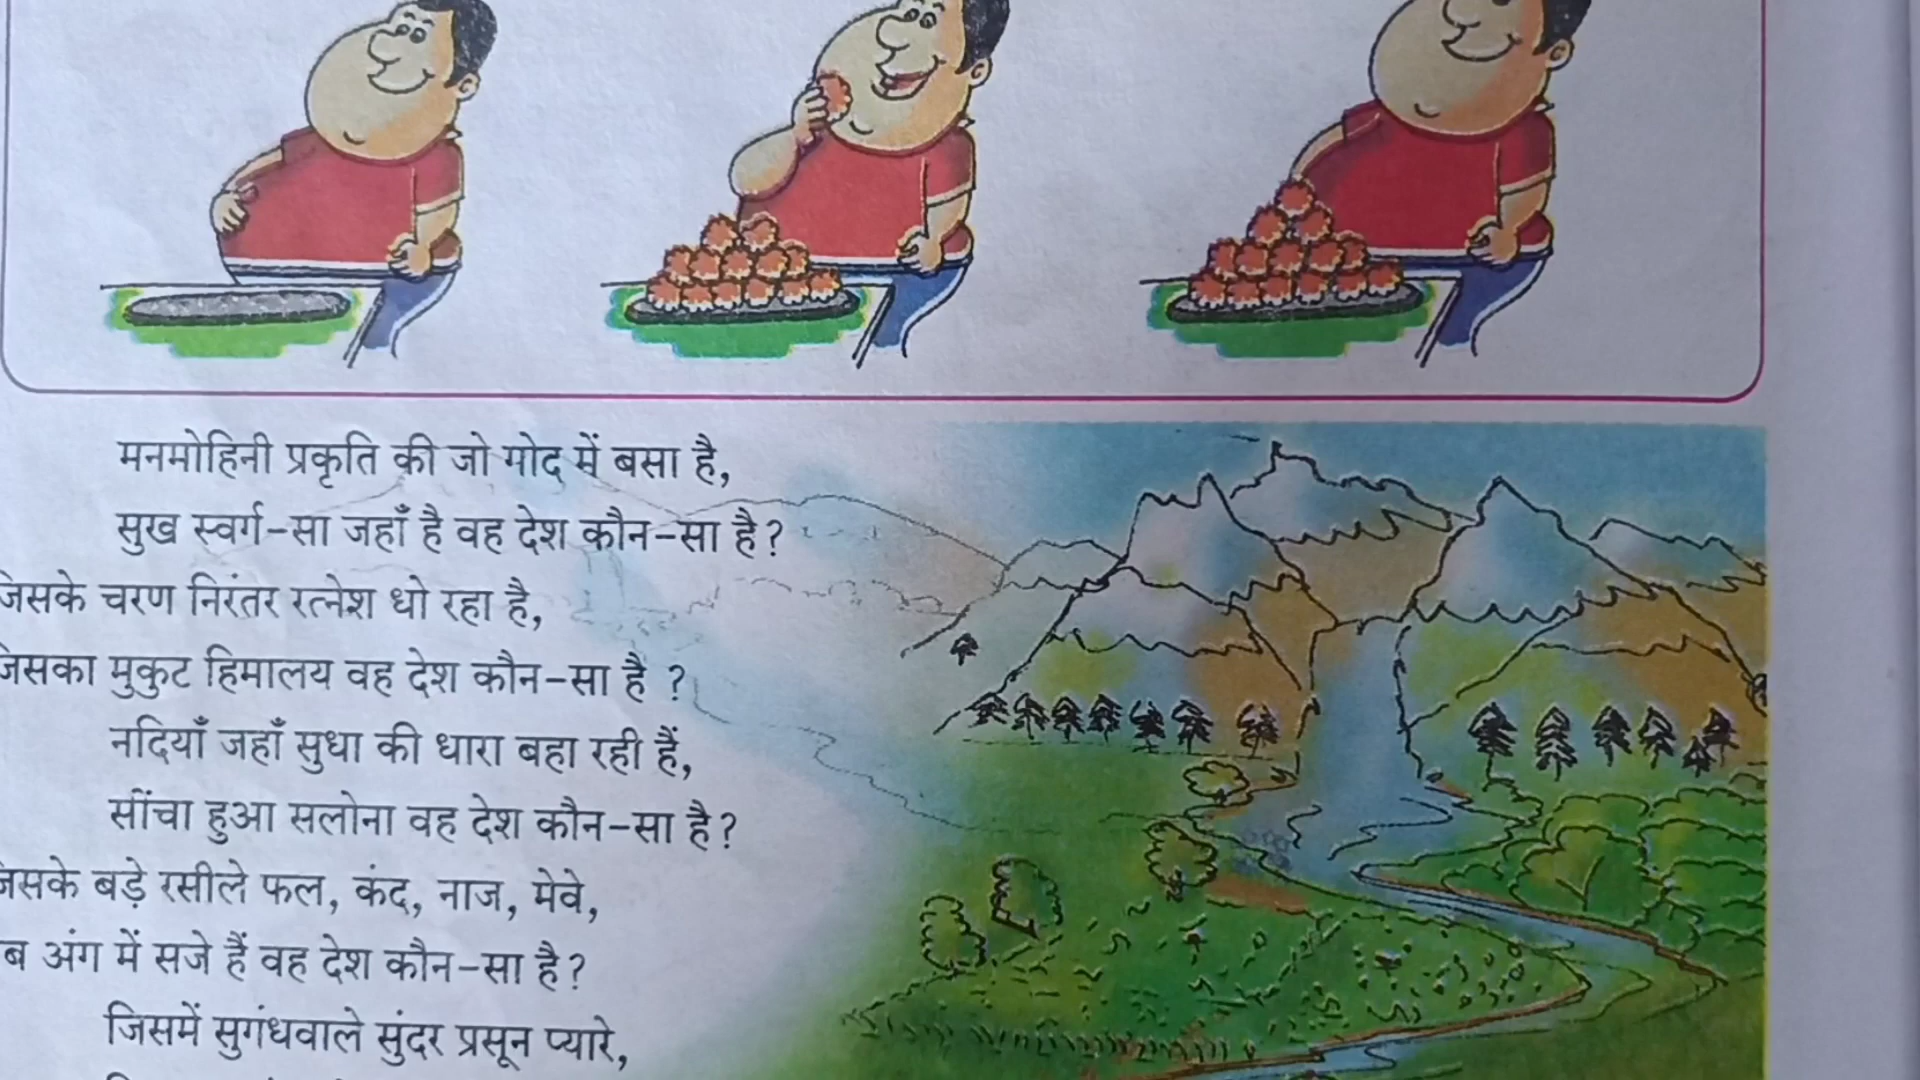 मनमोहिनी प्रकृति की जो गोद में बसा है,
सुख स्वर्ग-सा जहाँ है वह देश कौन-सा है?
जिसके चरण निरंतर रत्नेश धो रहा है,
जिसका मुकुट हिमालय वह देश कौन-सा है ?
नदियाँ जहाँ सुधा की धारा बहा रही हैं,
सींचा हुआ सलोना वह देश कौन-सा है?
जिसके बड़े रसीले फल, कंद, नाज, मेवे,
अंग में सजे हैं वह देश कौन-सा है?
जिसमें सुगंधवाले सुंदर प्रसून प्यारे,